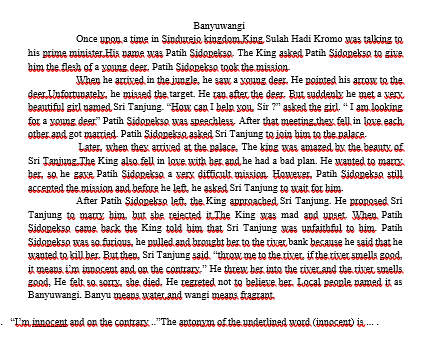 Banyuwangi
Once upon a time in Sindurejo kingdom,King Sulah Hadi Kromo was talking to
his prime minister.His name was Patih Sidopekso. The King asked Patih Sidopekso to give
him the flesh of a young deer. Patih Sidopekso took the mission.
When he arrived in the jungle, he saw a young deer. He pointed his arrow to the
deer.Unfortunately, he missed the target. He ran after the deer. But suddenly he met a very
beautiful girl named Sri Tanjung. “How can I help you, Sir ?” asked the girl. “ I am looking
for a young deer” Patih Sidopekso was speechless. After that meeting they fell in love each
other and got married. Patih Sidopekso asked Sri Tanjung to join him to the palace.
Later, when they arrived at the palace. The king was amazed by the beauty of
Sri Tanjung.The King also fell in love with her and he had a bad plan. He wanted to marry
her, so he gave Patih Sidopekso a very difficult mission. However, Patih Sidopekso still
accepted the mission and before he left, he asked Sri Tanjung to wait for him.
After Patih Sidopekso left, the King approached Sri Tanjung. He proposed Sri
Tanjung to marry him, but she rejected it.The King was mad and upset. When Patih
Sidopekso came back the King told him that Sri Tanjung was unfaithful to him. Patih
Sidopekso was so furious, he pulled and brought her to the river bank because he said that he
wanted to kill her. But then, Sri Tanjung said, “throw me to the river, if the river smells good,
it means i’m innocent and on the contrary.” He threw her into the river.and the river smells
good. He felt so sorry, she died. He regretted not to believe her. Local people named it as
Banyuwangi. Banyu means water and wangi means fragrant.
. “I’m innocent and on the contrary ..”The antonym of the underlined word (innocent) is.... .